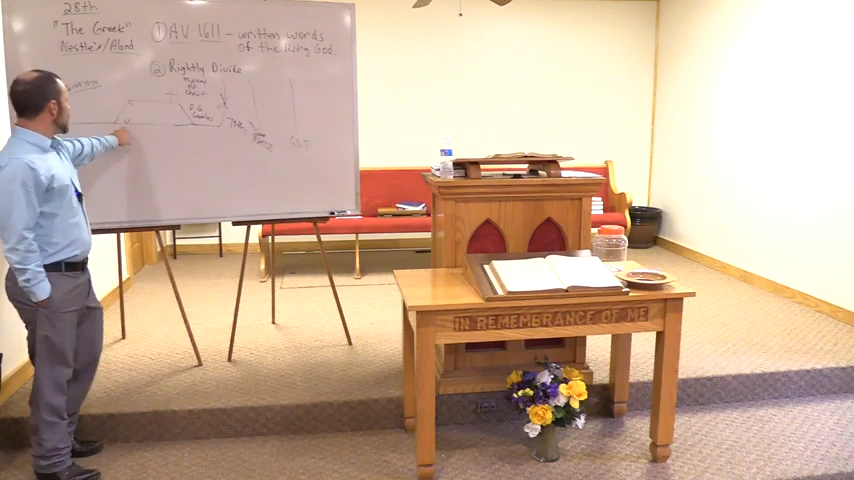 28th
"The Greek"
Nestle's/Aland
① AV 1611 - written words
of the living God.
② Rightly Divide
Mystery
of
Christ
D.G
Gentiles
70th
IN REMEMBRANCE OF ME